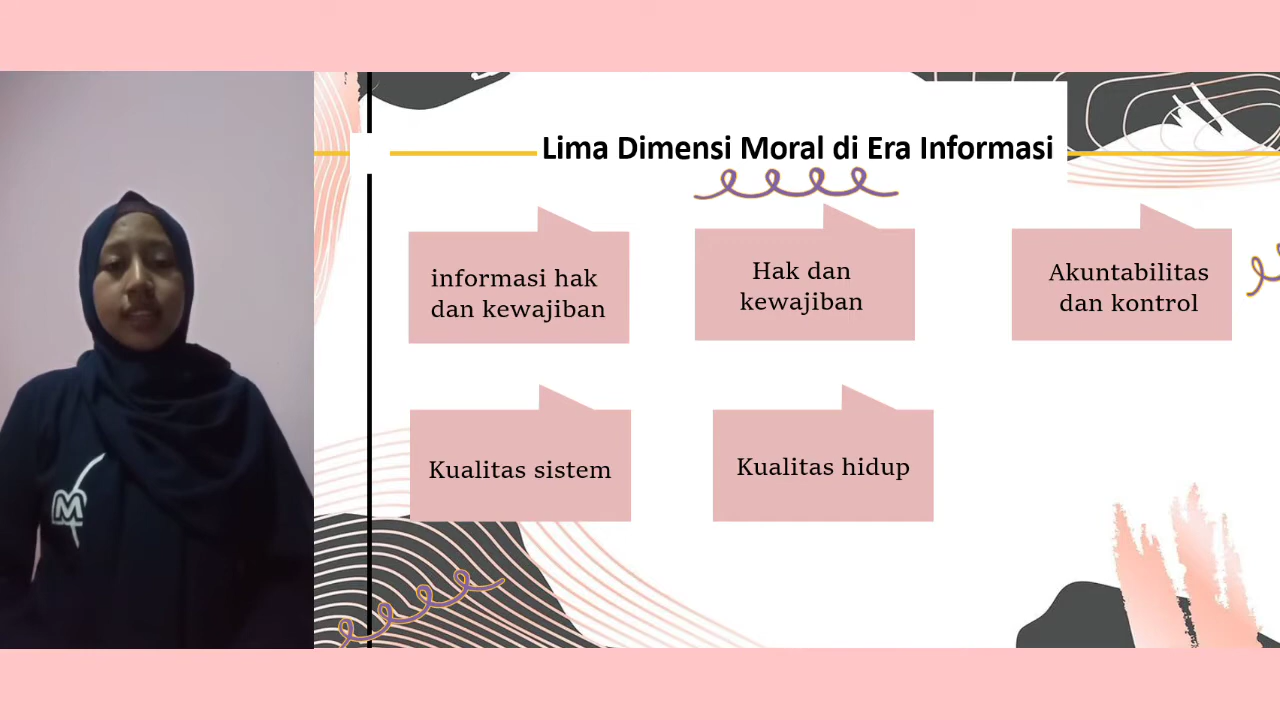 Lima Dimensi Moral di Era Informasi
informasi hak
dan kewajiban
Hak dan
kewajiban
Akuntabilitas
dan kontrol
Kualitas sistem
Kualitas hidup